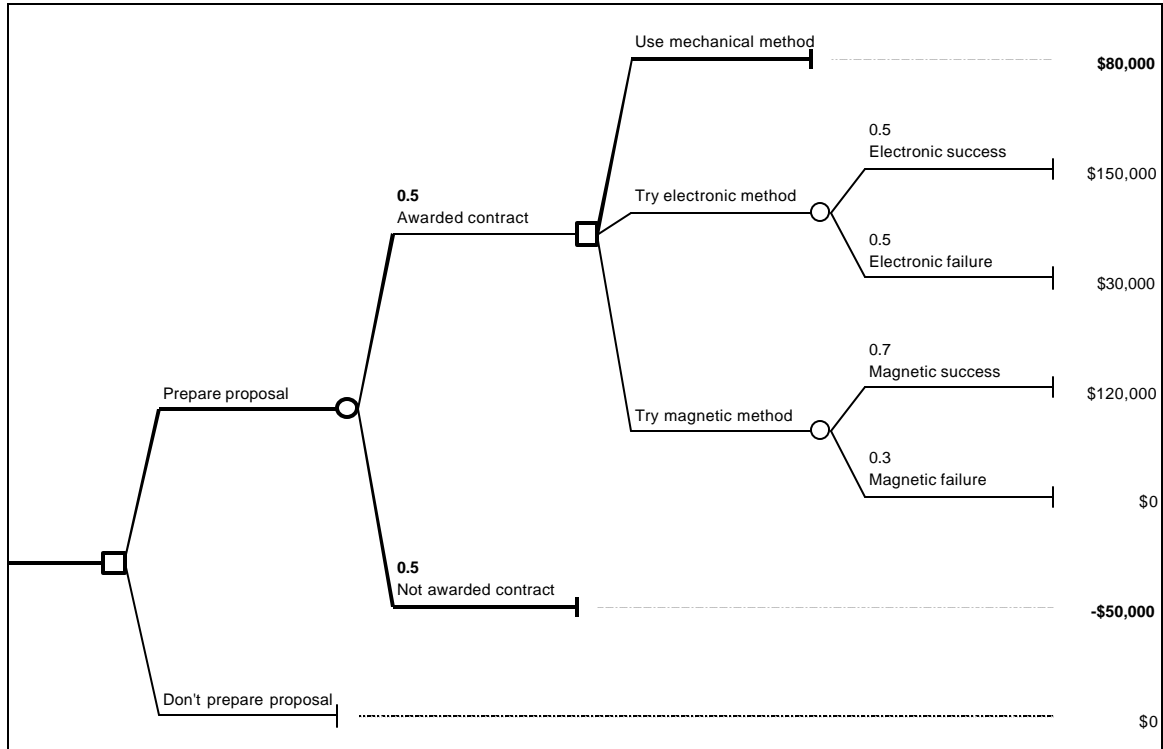 Use mechanical method
$80,000
0.5
Electronic success
$150,000
Try electronic method
0.5
Awarded contract
0.5
Electronic failure
$30,000
0.7
Magnetic success
$120,000
Prepare proposal
Try magnetic method
0.3
Magnetic failure
$0
0.5
Not awarded contract
-$50,000
Don't prepare proposal
$0